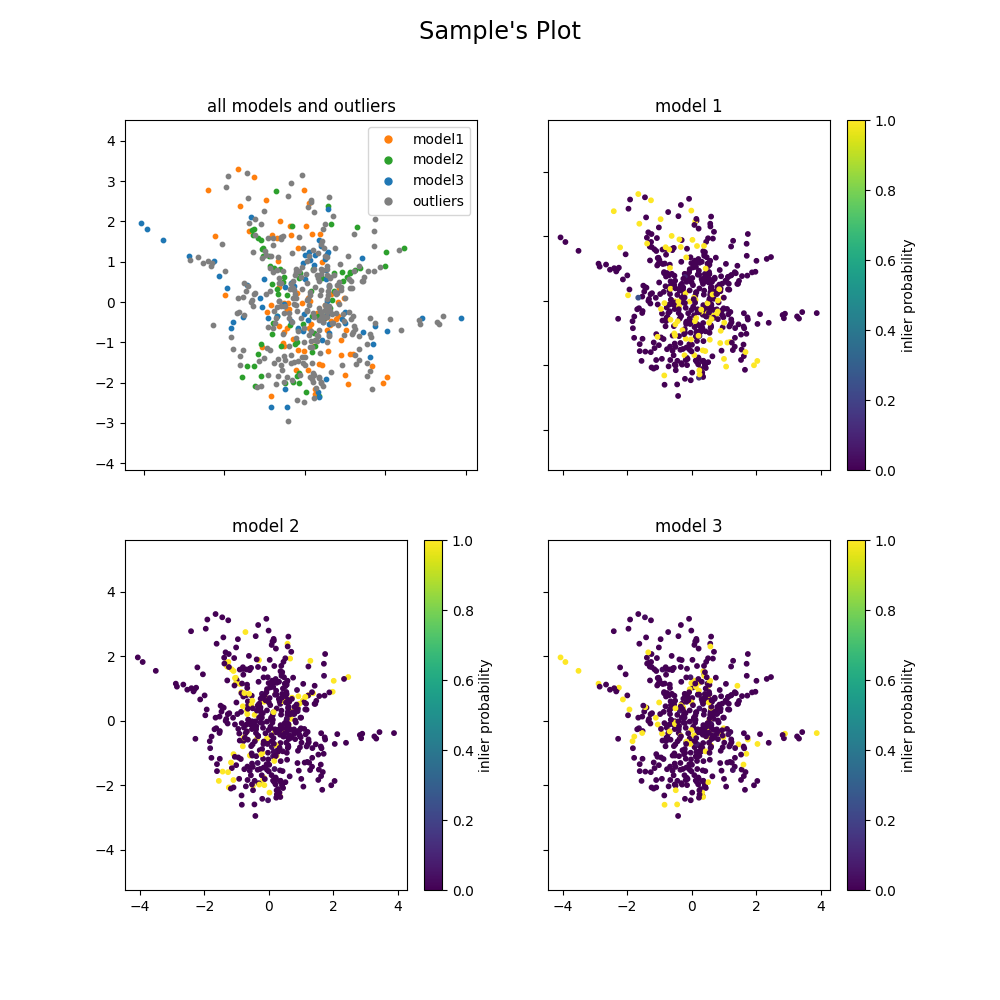 Sample's Plot
all models and outliers
4
3
2
1
0
−1
−2
−3
−4
model1
model2
model3
outliers
model 1
1.0
0.8
0.6
0.4
0.2
0.0
inlier probability
model 2
4
2
0
−2
−4
−4 −2 0 2 4
1.0
0.8
0.6
0.4
0.2
0.0
inlier probability
model 3
−4 −2 0 2 4
1.0
0.8
0.6
0.4
0.2
0.0
inlier probability